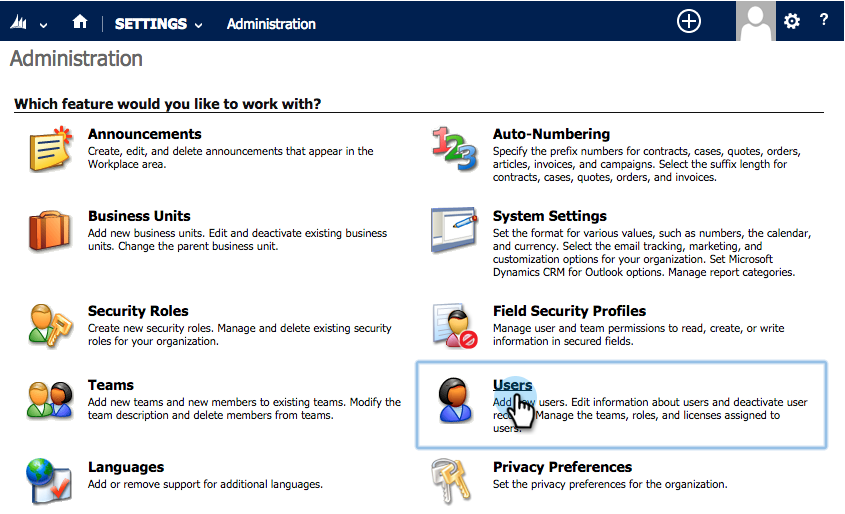 SETTINGS
Administration
?
Administration
Which feature would you like to work with?
Announcements
Create, edit, and delete announcements that appear in the
Workplace area.
Auto-Numbering
Specify the prefix numbers for contracts, cases, quotes, orders,
articles, invoices, and campaigns. Select the suffix length for
contracts, cases, quotes, orders, and invoices.
Business Units
Add new business units. Edit and deactivate existing business
units. Change the parent business unit.
System Settings
Set the format for various values, such as numbers, the calendar,
and currency. Select the email tracking, marketing, and
customization options for your organization. Set Microsoft
Dynamics CRM for Outlook options. Manage report categories.
Security Roles
Create new security roles. Manage and delete existing security
roles for your organization.
Field Security Profiles
Manage user and team permissions to read, create, or write
information in secured fields.
Teams
Add new teams and new members to existing teams. Modify the
team description and delete members from teams.
Users
Add users. Edit information about users and deactivate user
Manage the teams, roles, and licenses assigned to
users.
Languages
Add or remove support for additional languages.
Privacy Preferences
Set the privacy preferences for the organization.